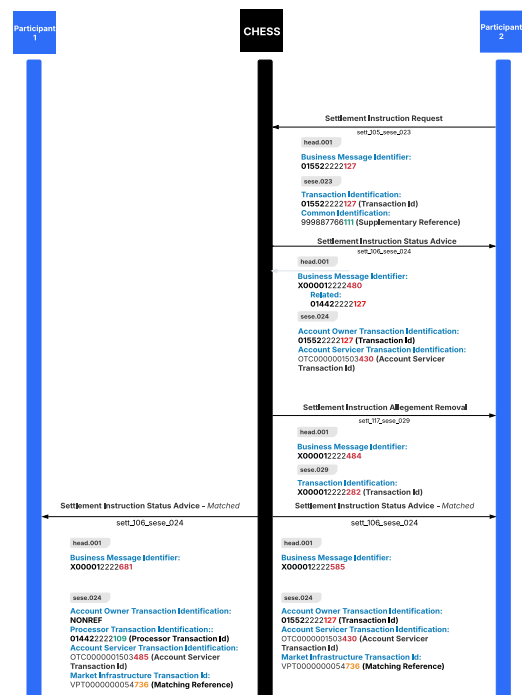 Participant
1
CHESS
Participant
2
Settlement Instruction Request
sett_105_sese_023
head.001
Business Message Identifier:
015522222127
sese.023
Transaction Identification:
015522222127 (Transaction Id)
Common Identification:
999887766111 (Supplementary Reference)
Settlement Instruction Status Advice
sett_106_sese_024
head.001
Business Message Identifier:
X000012222480
Related:
014422222127
sese.024
Account Owner Transaction Identification:
015522222127 (Transaction Id)
Account Servicer Transaction Identification:
OTC0000001503430 (Account Servicer
Transaction Id)
Settlement Instruction Allegement Removal
sett_117_sese_029
head.001
Business Message Identifier:
X000012222484
sese.029
Transaction Identification:
X000012222282 (Transaction Id)
Settlement Instruction Status Advice - Matched
sett_106_sese_024
head.001
Business Message Identifier:
X000012222681
sese.024
Account Owner Transaction Identification:
NONREF
Processor Transaction Identification::
014422222109 (Processor Transaction Id)
Account Servicer Transaction Identification:
OTC0000001503485 (Account Servicer
Transaction Id)
Market Infrastructure Transaction Id:
VPT0000000054736 (Matching Reference)
Settlement Instruction Status Advice - Matched
sett_106_sese_024
head.001
Business Message Identifier:
X000012222585
sese.024
Account Owner Transaction Identification:
015522222127 (Transaction Id)
Account Servicer Transaction Identification:
OTC0000001503430 (Account Servicer
Transaction Id)
Market Infrastructure Transaction Id:
VPT0000000054736 (Matching Reference)